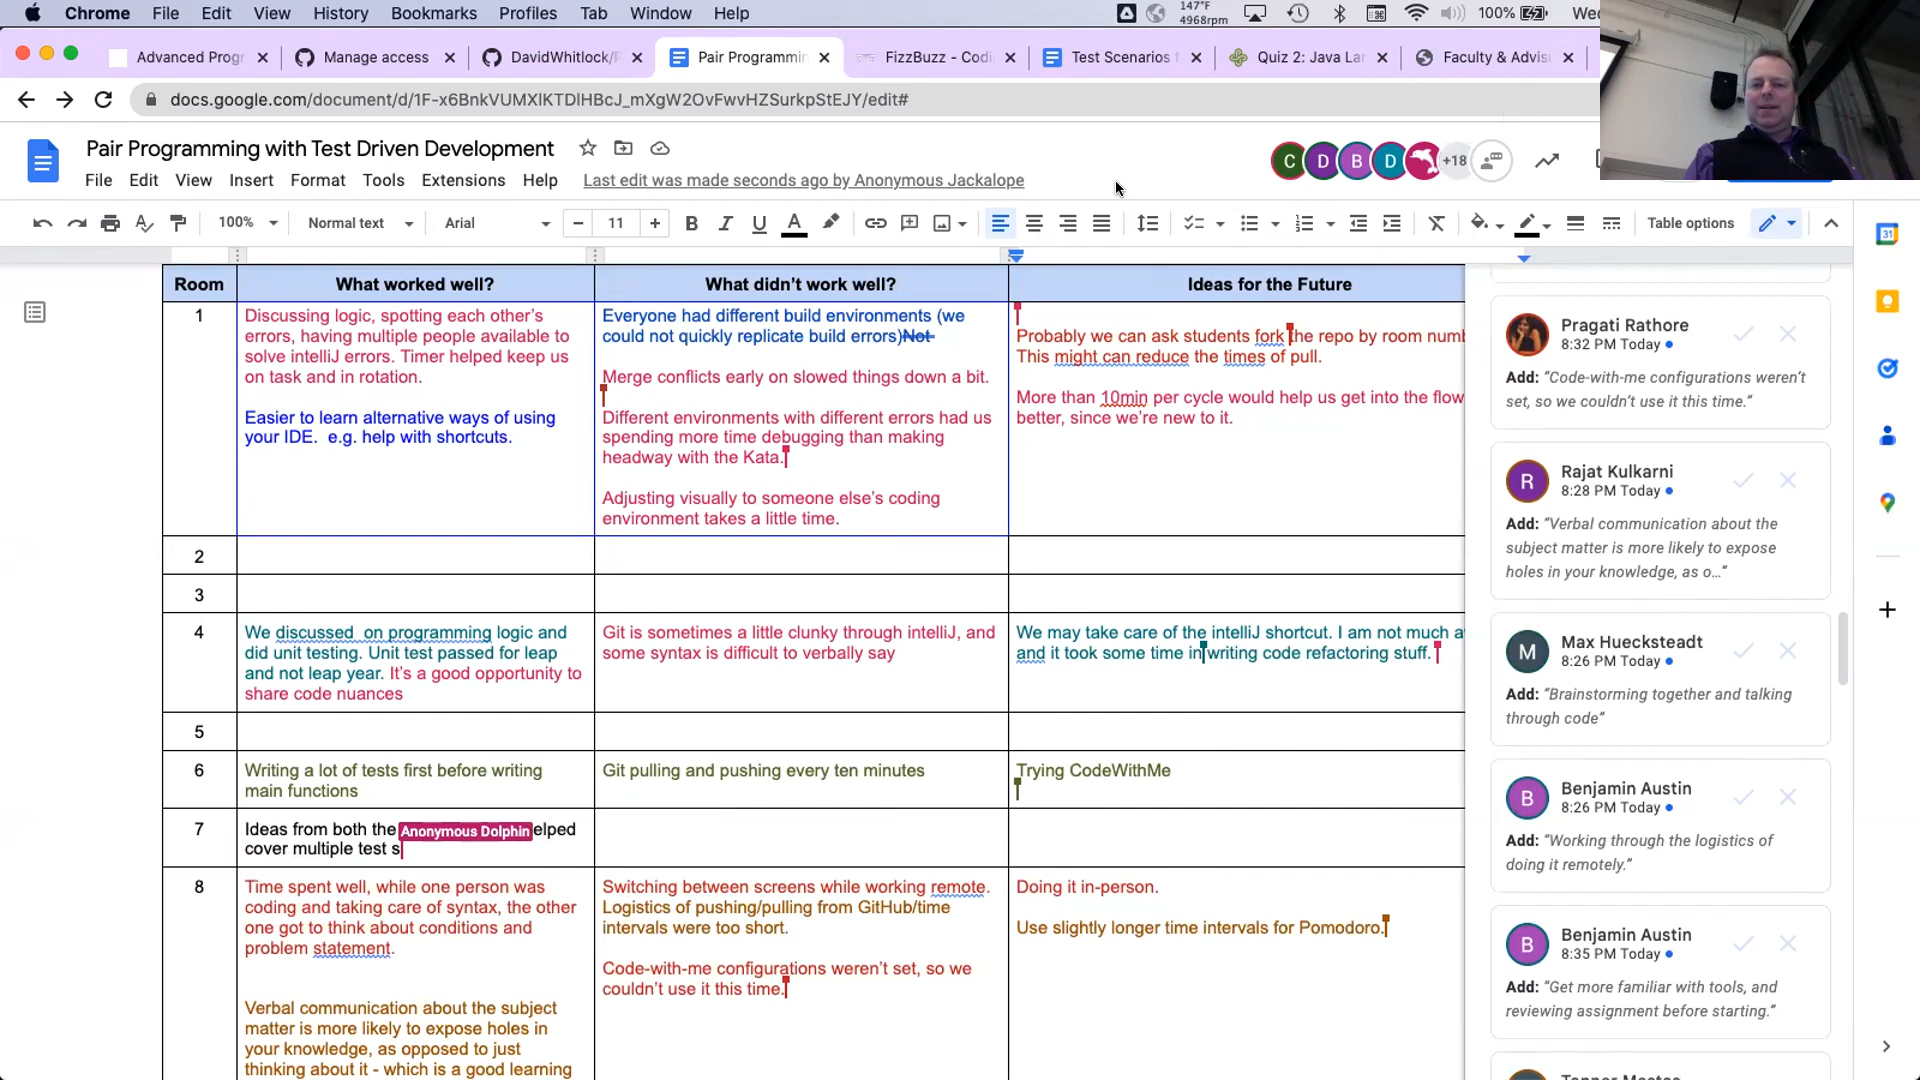 Chrome File Edit View History Bookmarks Profiles Tab Window Help 147°F 4968rpm 100%
Advanced Prog Manage access DavidWhitlock/P Pair Programmin FizzBuzz - Codi Test Scenarios f Quiz 2: Java Lan Faculty & Advis
docs.google.com/document/d/1F-x6BnkVUMXIKTDIHBcJ_mXgW2OvFwvHZSurkpStEJY/edit#
Pair Programming with Test Driven Development
C D B D +18
File Edit View Insert Format Tools Extensions Help Last edit was made seconds ago by Anonymous Jackalope
100% Normal text Arial 11 B I U A Table options
Room What worked well? What didn't work well? Ideas for the Future
1
Discussing logic, spotting each other's
errors, having multiple people available to
solve intelliJ errors. Timer helped keep us
on task and in rotation.
Easier to learn alternative ways of using
your IDE. e.g. help with shortcuts.
Everyone had different build environments (we
could not quickly replicate build errors)Not
Merge conflicts early on slowed things down a bit.
Different environments with different errors had us
spending more time debugging than making
headway with the Kata.
Adjusting visually to someone else's coding
environment takes a little time.
Probably we can ask students fork the repo by room numb
This might can reduce the times of pull.
More than 10min per cycle would help us get into the flow
better, since we're new to it.
2
3
4
We discussed on programming logic and
did unit testing. Unit test passed for leap
and not leap year. It's a good opportunity to
share code nuances
Git is sometimes a little clunky through intelliJ, and
some syntax is difficult to verbally say
We may take care of the intelliJ shortcut. I am not much a
and it took some time in writing code refactoring stuff.
5
6
Writing a lot of tests first before writing
main functions
Git pulling and pushing every ten minutes
Trying CodeWithMe
7
Ideas from both the Anonymous Dolphin elped
cover multiple test s
8
Time spent well, while one person was
coding and taking care of syntax, the other
one got to think about conditions and
problem statement.
Verbal communication about the subject
matter is more likely to expose holes in
your knowledge, as opposed to just
thinking about it - which is a good learning
Switching between screens while working remote.
Logistics of pushing/pulling from GitHub/time
intervals were too short.
Code-with-me configurations weren't set, so we
couldn't use it this time.
Doing it in-person.
Use slightly longer time intervals for Pomodoro.
Pragati Rathore
8:32 PM Today
Add: "Code-with-me configurations weren't
set, so we couldn't use it this time."
R
Rajat Kulkarni
8:28 PM Today
Add: "Verbal communication about the
subject matter is more likely to expose
holes in your knowledge, as o..."
M
Max Huecksteadt
8:26 PM Today
Add: "Brainstorming together and talking
through code"
B
Benjamin Austin
8:26 PM Today
Add: "Working through the logistics of
doing it remotely."
B
Benjamin Austin
8:35 PM Today
Add: "Get more familiar with tools, and
reviewing assignment before starting."
31